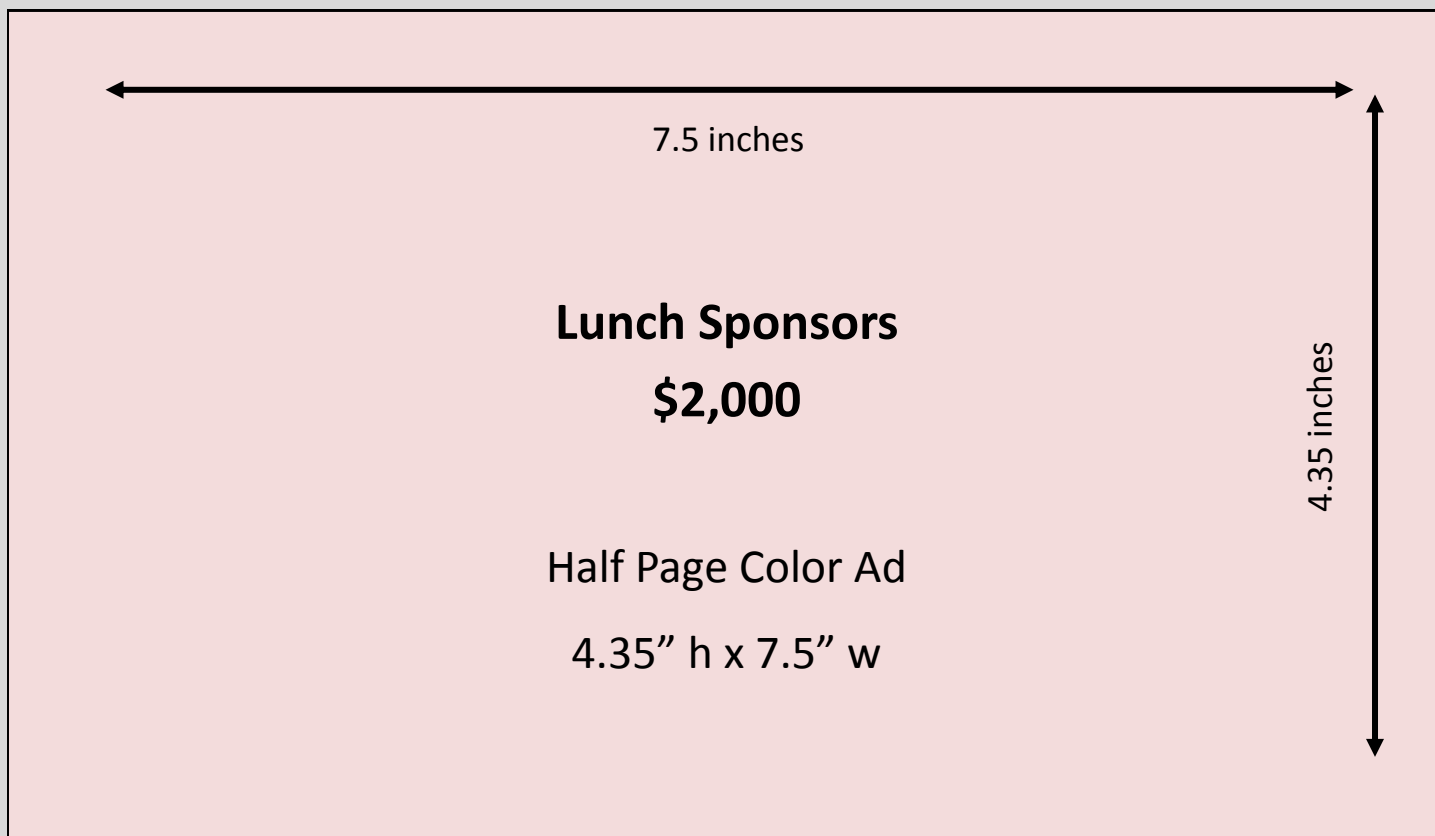 7.5 inches
Lunch Sponsors
$2,000
4.35 inches
Half Page Color Ad
4.35” h x 7.5” w